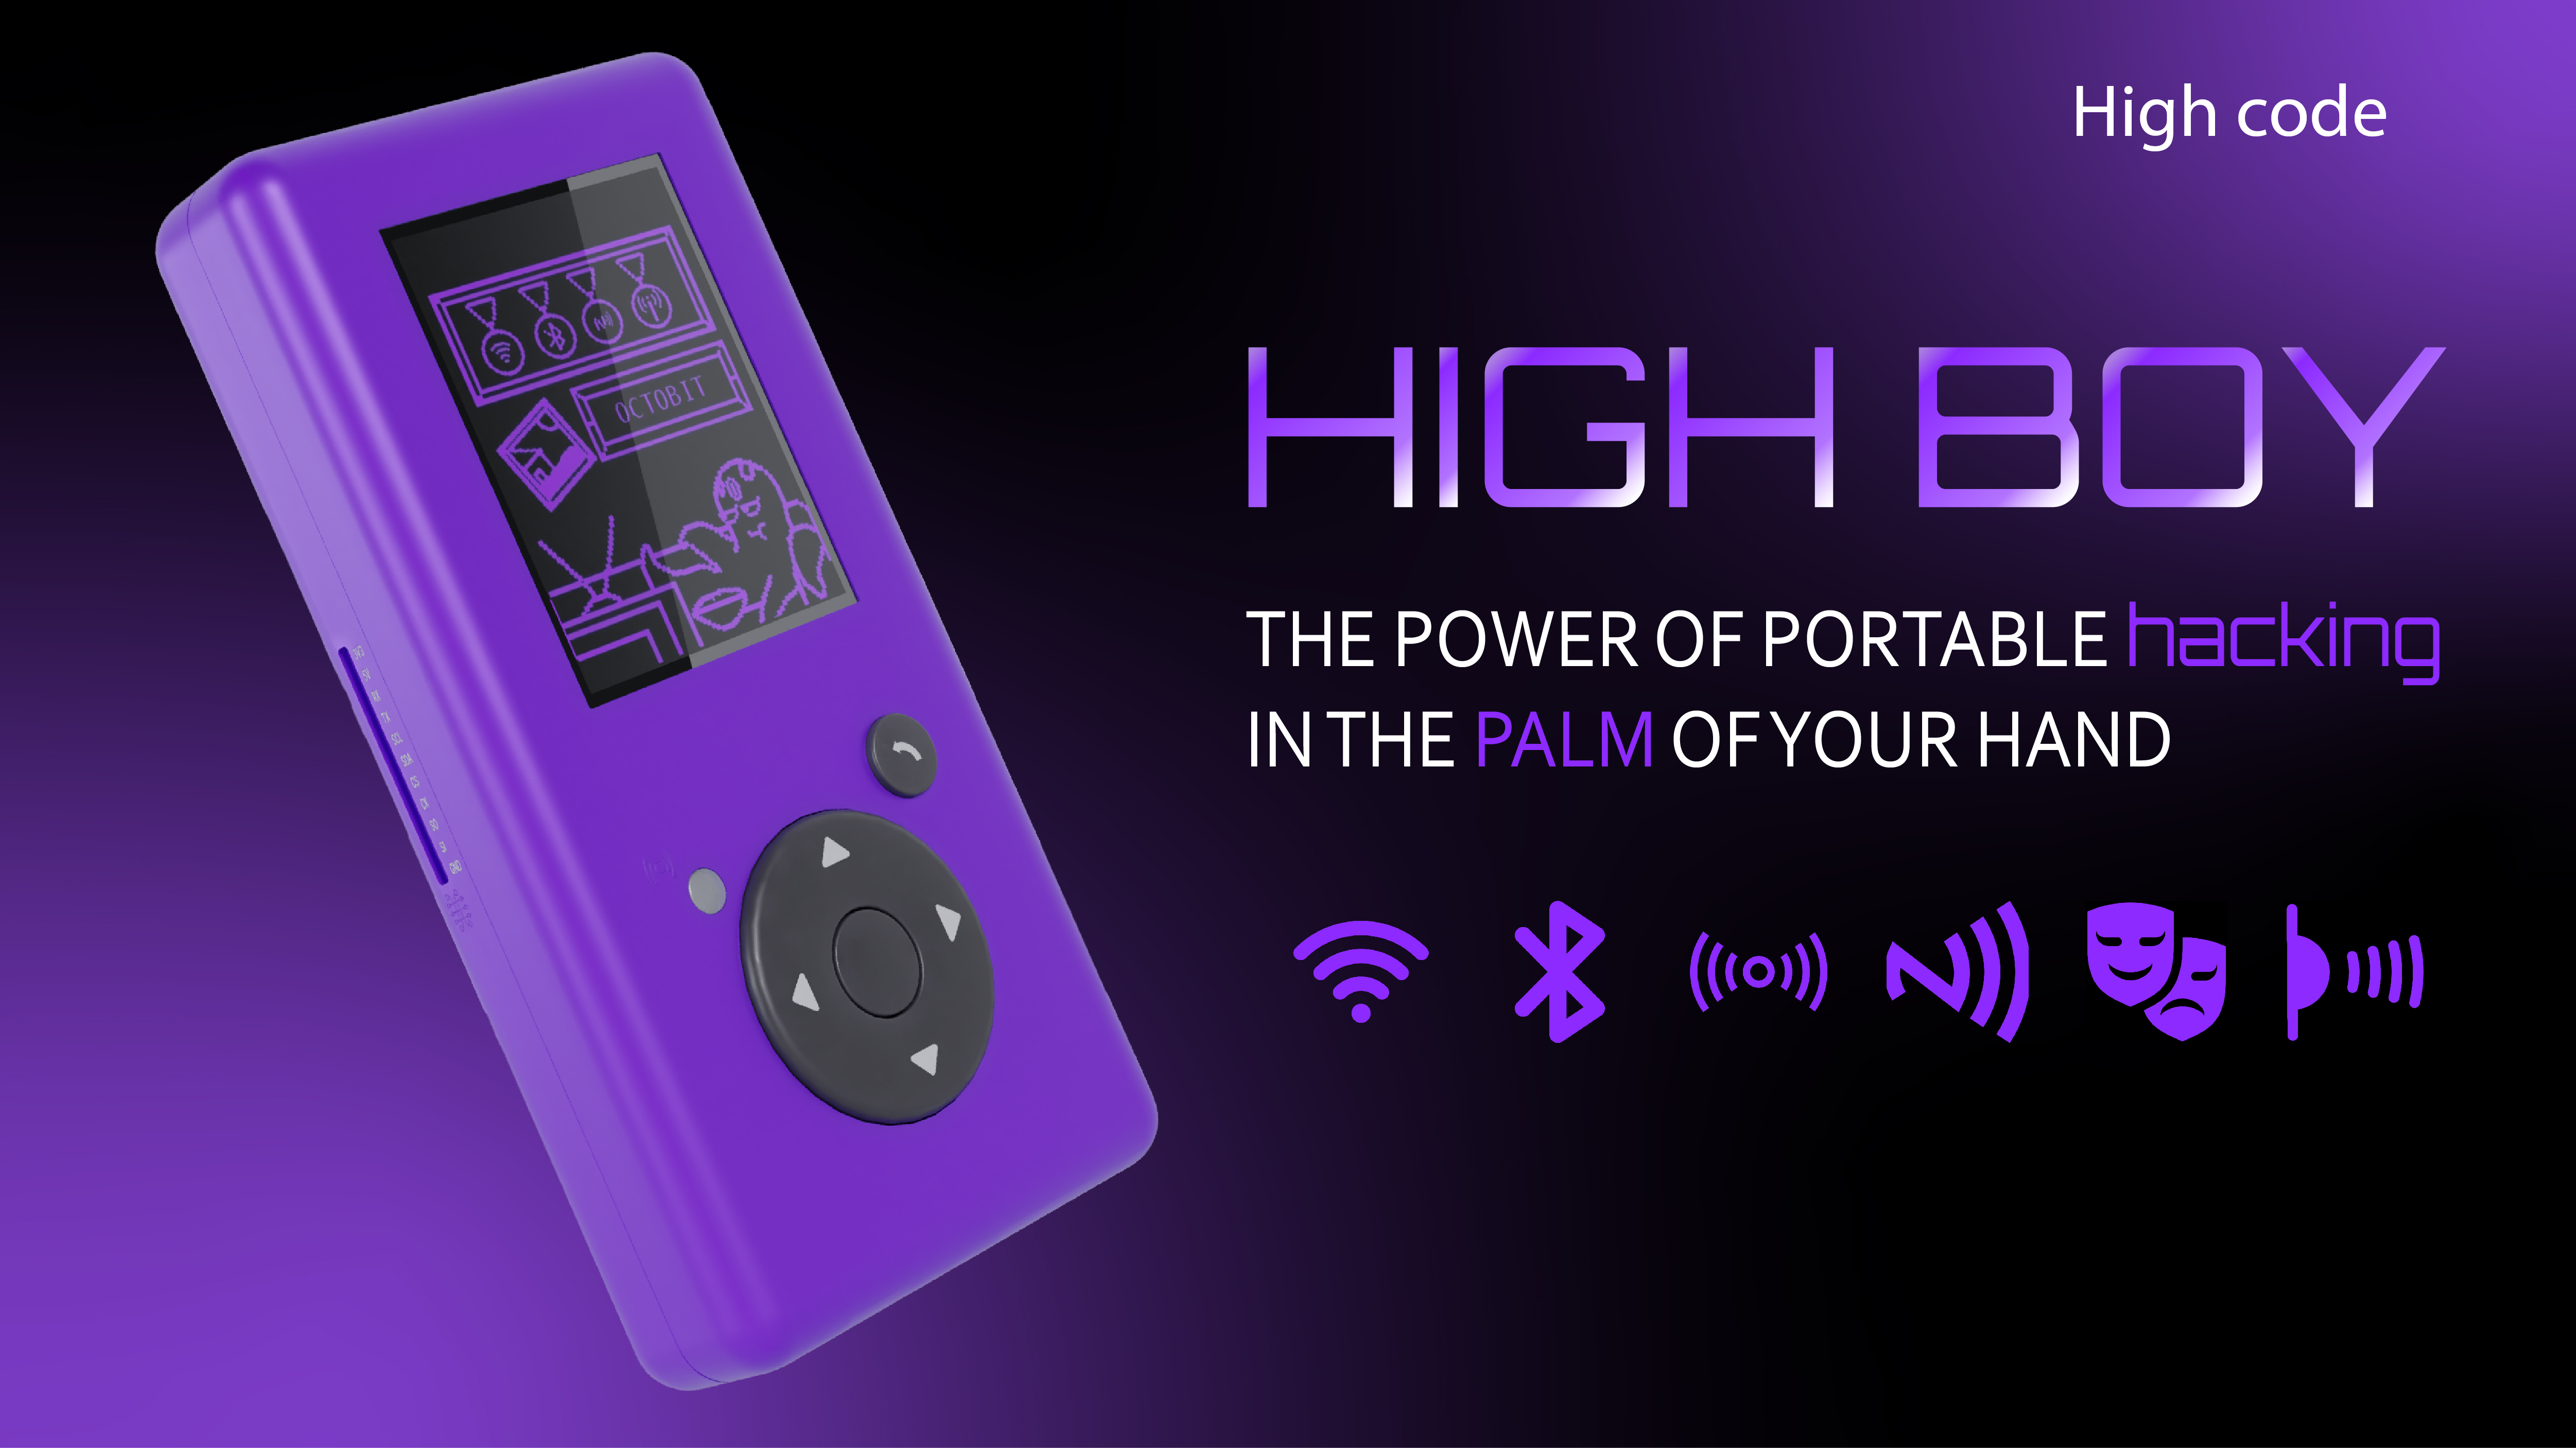 High code
HIGH BOY
THE POWER OF PORTABLE hacking
IN THE PALM OF YOUR HAND
OCTOBIT